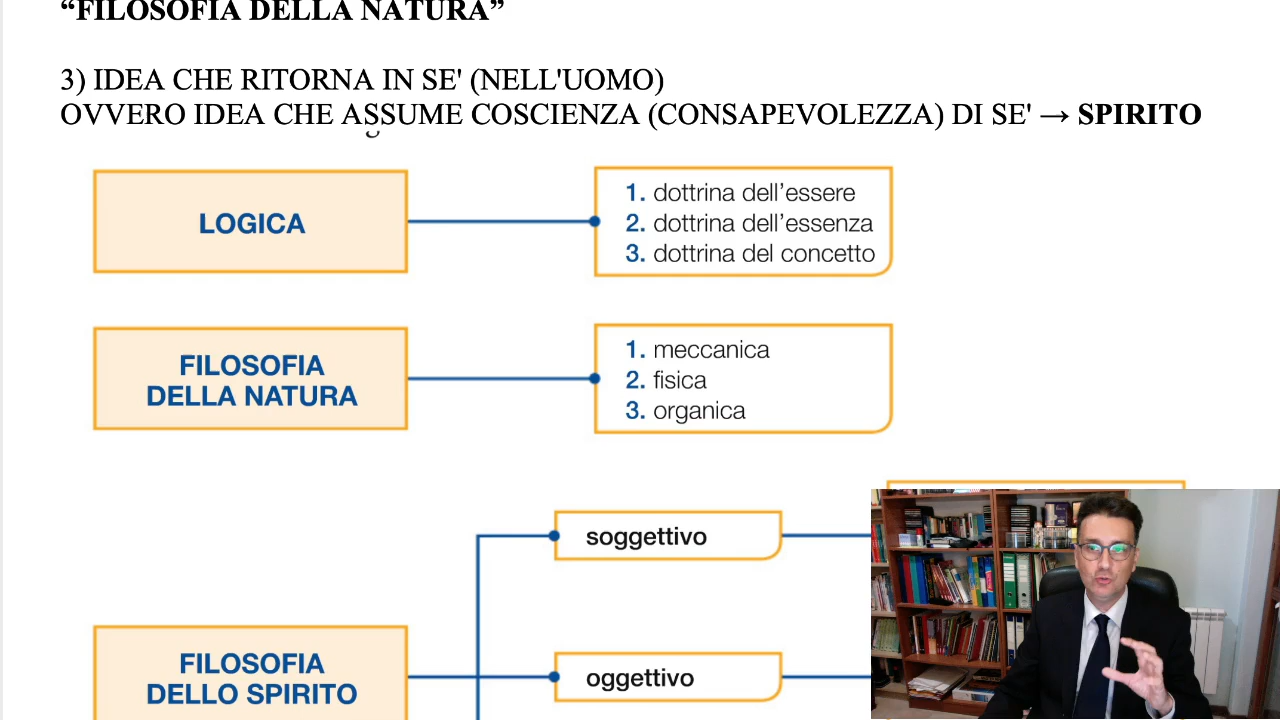 “FILOSOFIA DELLA NATURA”
3) IDEA CHE RITORNA IN SE' (NELL'UOMO)
OVVERO IDEA CHE ASSUME COSCIENZA (CONSAPEVOLEZZA) DI SE' → SPIRITO
LOGICA
1. dottrina dell’essere
2. dottrina dell’essenza
3. dottrina del concetto
FILOSOFIA
DELLA NATURA
1. meccanica
2. fisica
3. organica
soggettivo
FILOSOFIA
DELLO SPIRITO
oggettivo